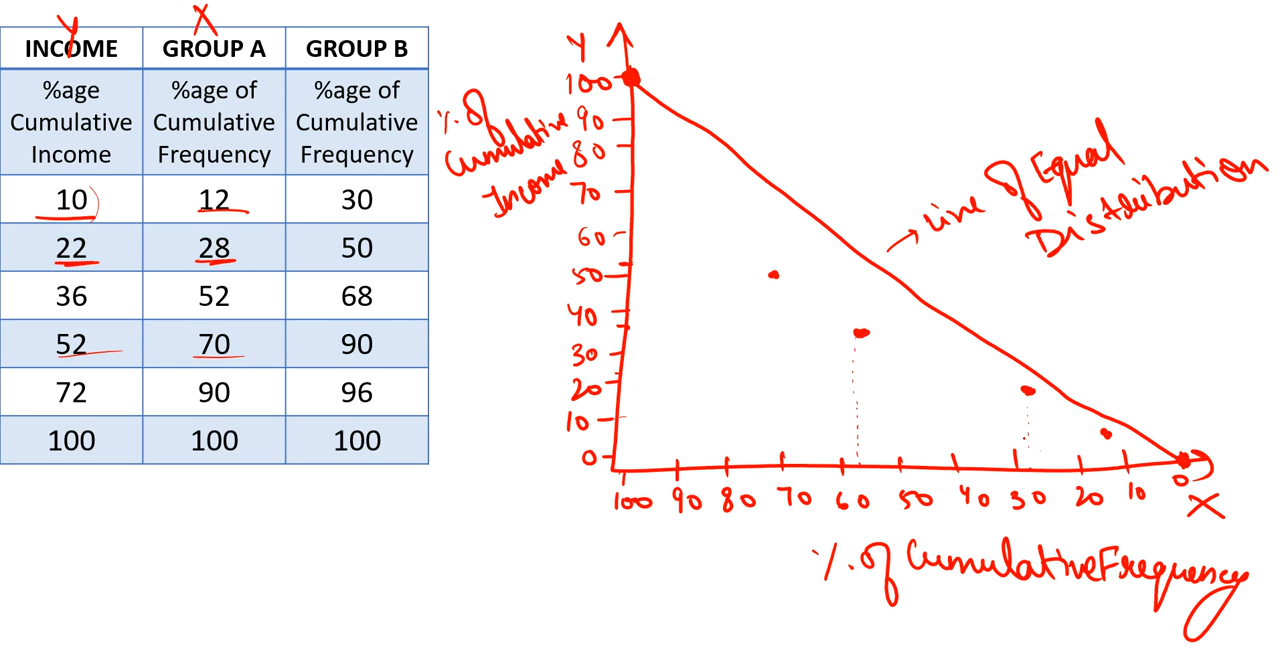 Y
X
INCOME GROUP A GROUP B
%age Cumulative Income
%age of Cumulative Frequency
%age of Cumulative Frequency
10 12 30
22 28 50
36 52 68
52 70 90
72 90 96
100 100 100
Y
100
90
80
70
60
50
40
30
20
10
0
%. of
Cumulative
Income
Line of Equal
Distribution
100 90 80 70 60 50 40 30 20 10 0
X
%. of Cumulative Frequency